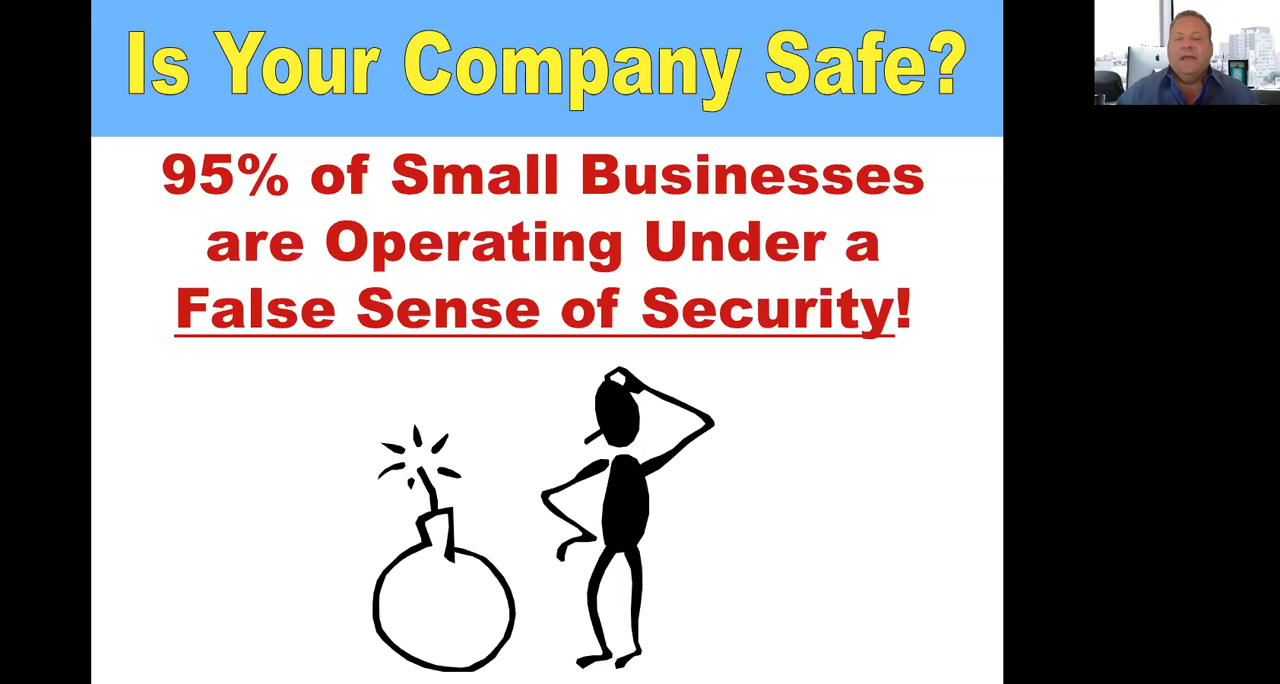 Is Your Company Safe?
95% of Small Businesses
are Operating Under a
False Sense of Security!